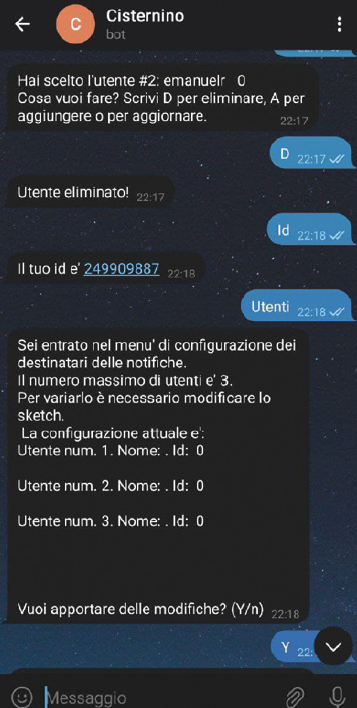 Cisternino
bot
Hai scelto l'utente #2: emanuelr 0
Cosa vuoi fare? Scrivi D per eliminare, A per
aggiungere o per aggiornare.
22:17
D 22:17
Utente eliminato! 22:17
Id 22:18
Il tuo id e' 249909887 22:18
Utenti 22:18
Sei entrato nel menu' di configurazione dei
destinatari delle notifiche.
Il numero massimo di utenti e' 3.
Per variarlo è necessario modificare lo
sketch.
La configurazione attuale e':
Utente num. 1. Nome: . Id: 0
Utente num. 2. Nome: . Id: 0
Utente num. 3. Nome: . Id: 0
Vuoi apportare delle modifiche? (Y/n) 22:18
Y
Messaggio